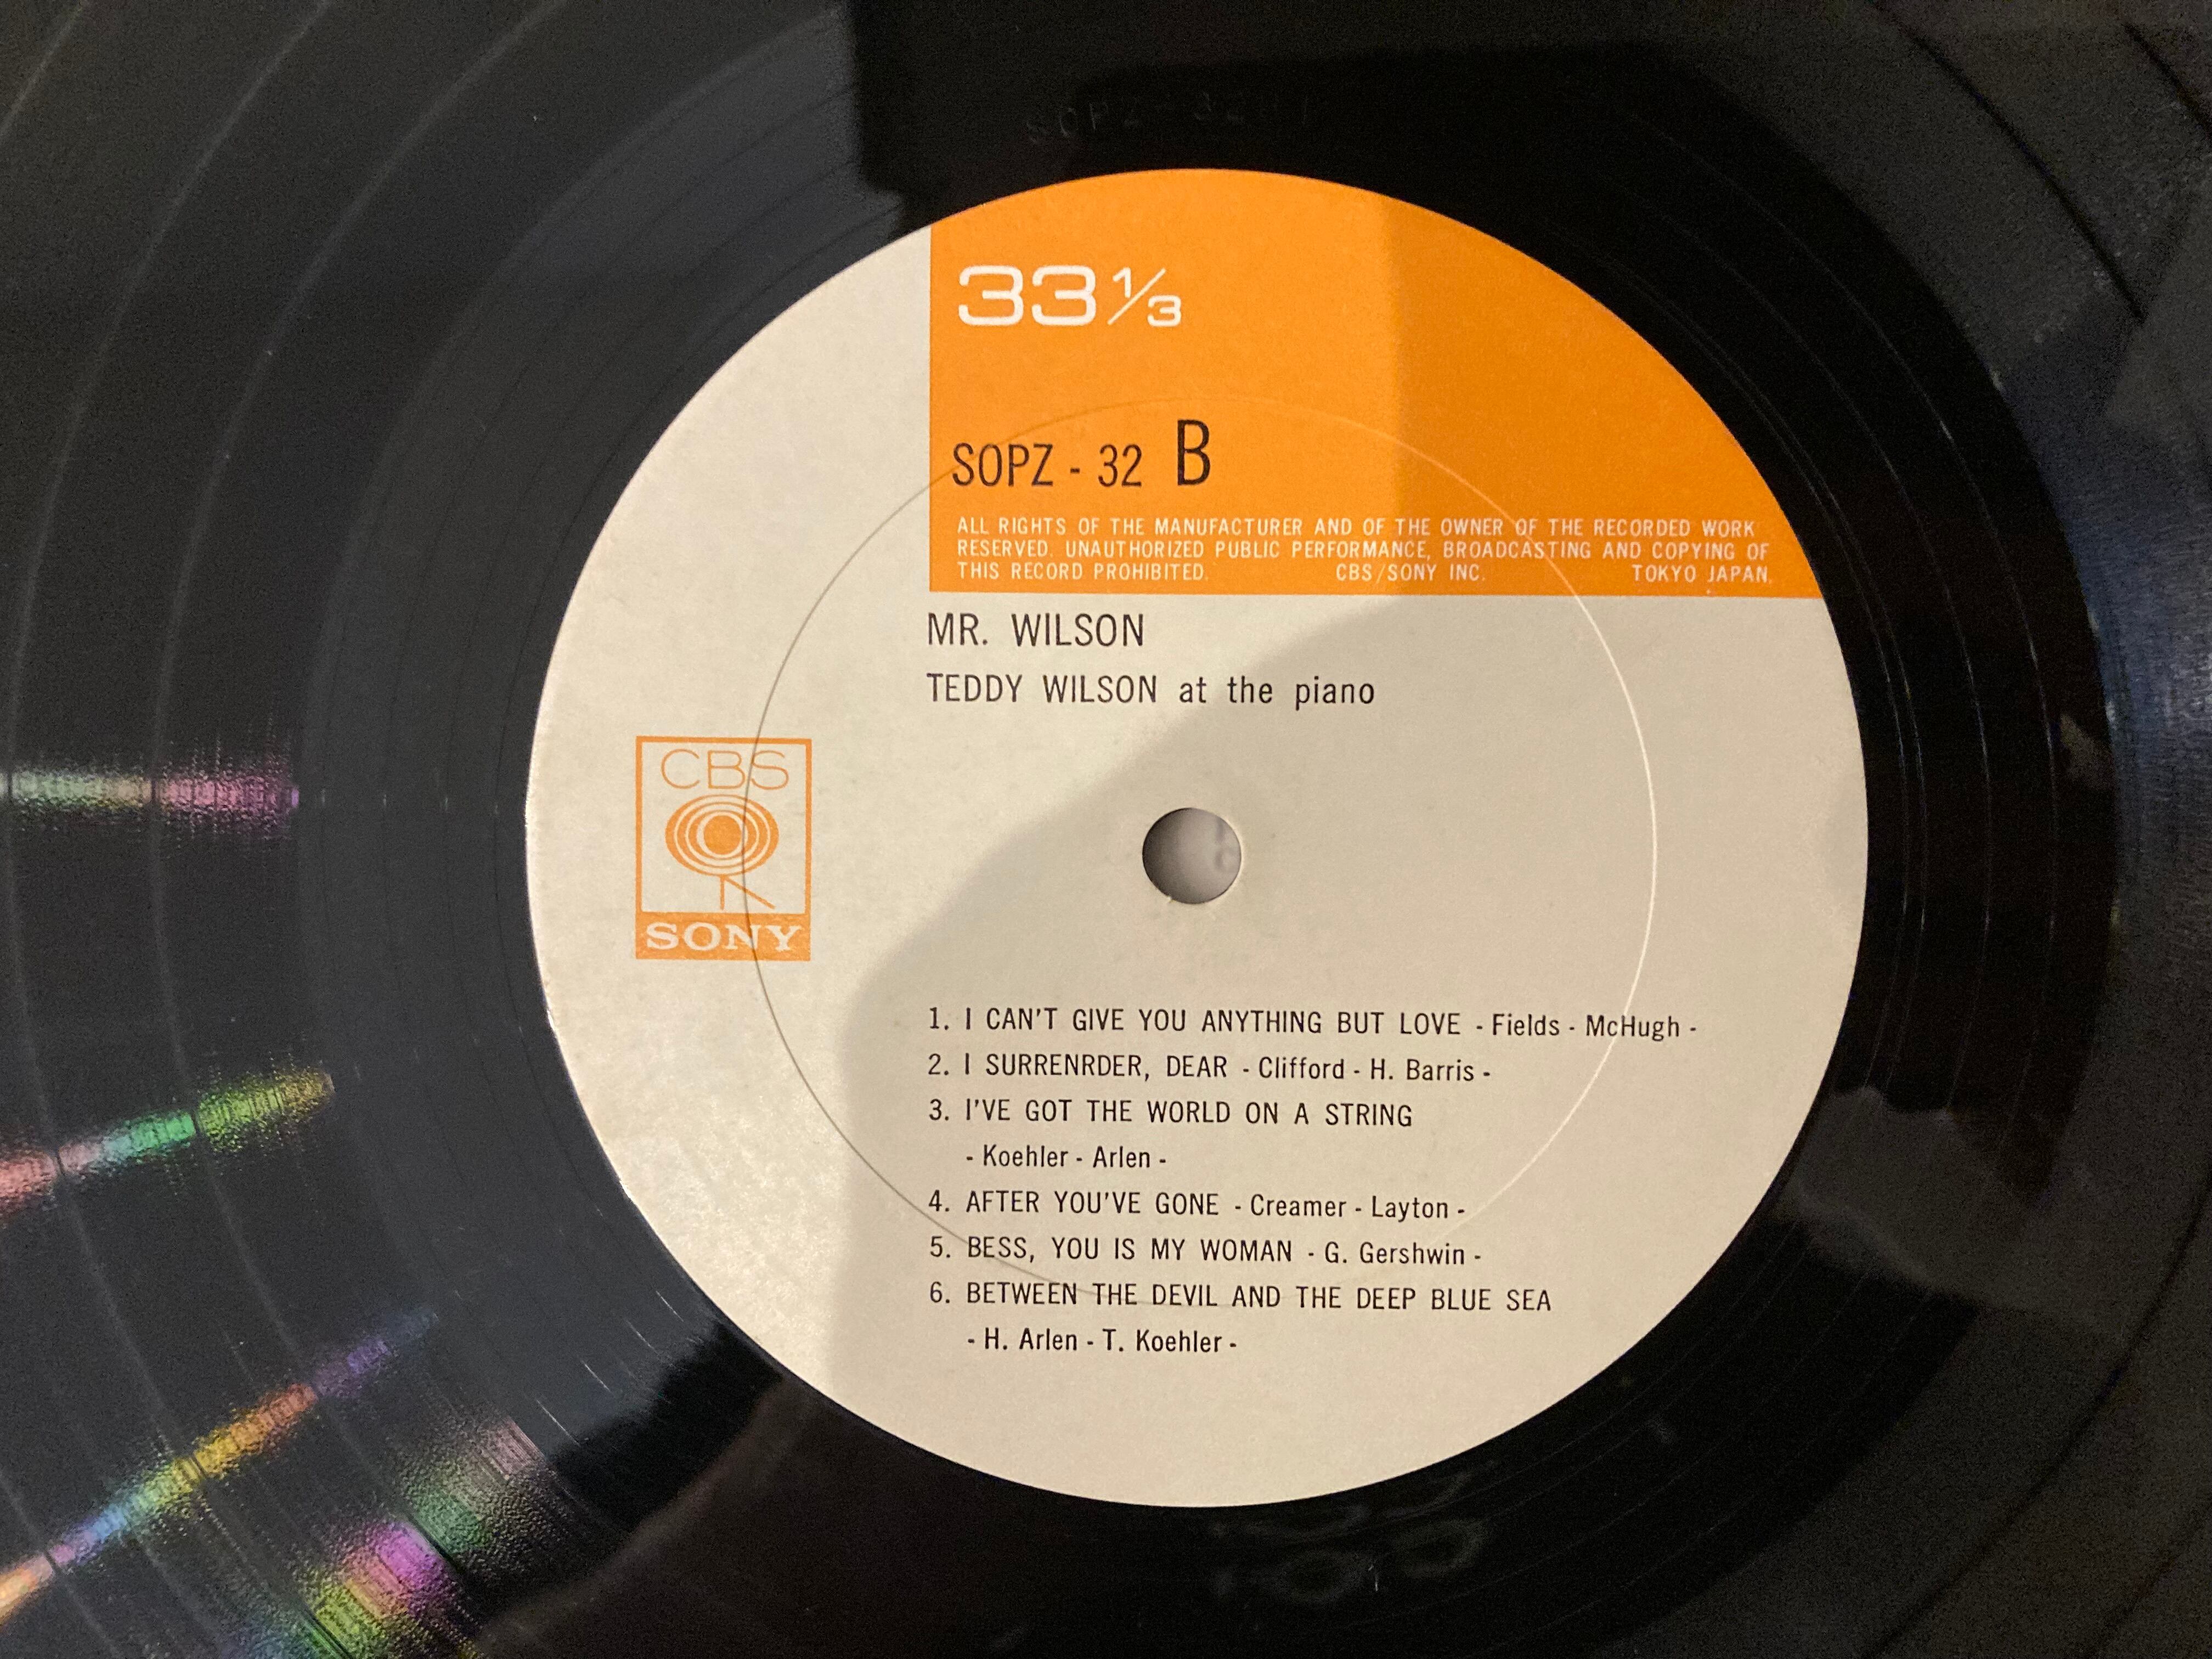 33 1/3
SOPZ - 32 B
ALL RIGHTS OF THE MANUFACTURER AND OF THE OWNER OF THE RECORDED WORK
RESERVED. UNAUTHORIZED PUBLIC PERFORMANCE, BROADCASTING AND COPYING OF
THIS RECORD PROHIBITED. CBS/SONY INC. TOKYO JAPAN.
MR. WILSON
TEDDY WILSON at the piano
CBS
SONY
1. I CAN'T GIVE YOU ANYTHING BUT LOVE - Fields - McHugh -
2. I SURRENRDER, DEAR - Clifford - H. Barris -
3. I'VE GOT THE WORLD ON A STRING
- Koehler - Arlen -
4. AFTER YOU'VE GONE - Creamer - Layton -
5. BESS, YOU IS MY WOMAN - G. Gershwin -
6. BETWEEN THE DEVIL AND THE DEEP BLUE SEA
- H. Arlen - T. Koehler -